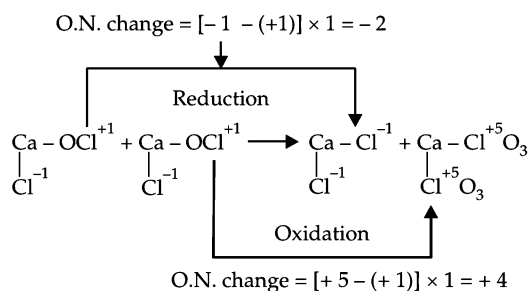 O.N. change = [– 1 – (+1)] × 1 = – 2
Reduction
Ca – OCl⁺¹ + Ca – OCl⁺¹ ⟶ Ca – Cl⁻¹ + Ca – Cl⁺⁵O₃
Cl⁻¹ Cl⁻¹ Cl⁻¹ Cl⁺⁵O₃
Oxidation
O.N. change = [+ 5 – (+ 1)] × 1 = + 4